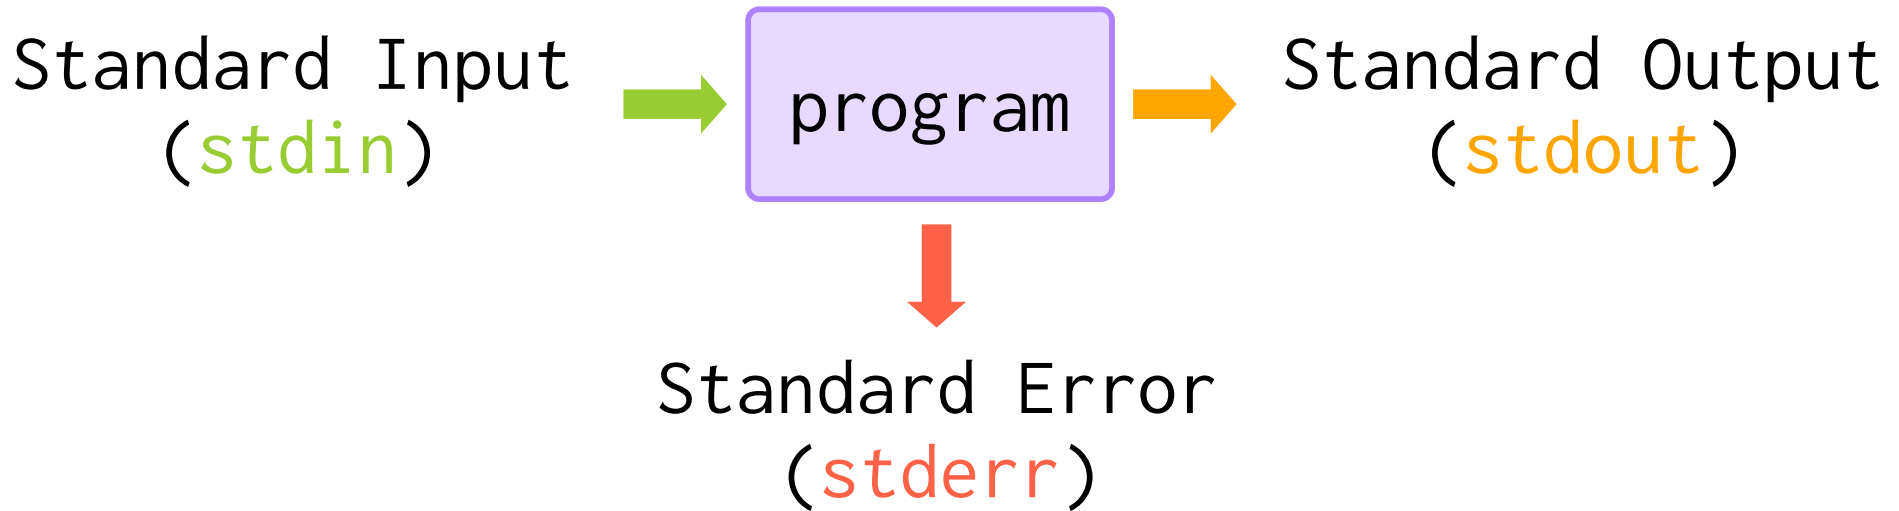 Standard Input
(stdin)
program
Standard Output
(stdout)
Standard Error
(stderr)